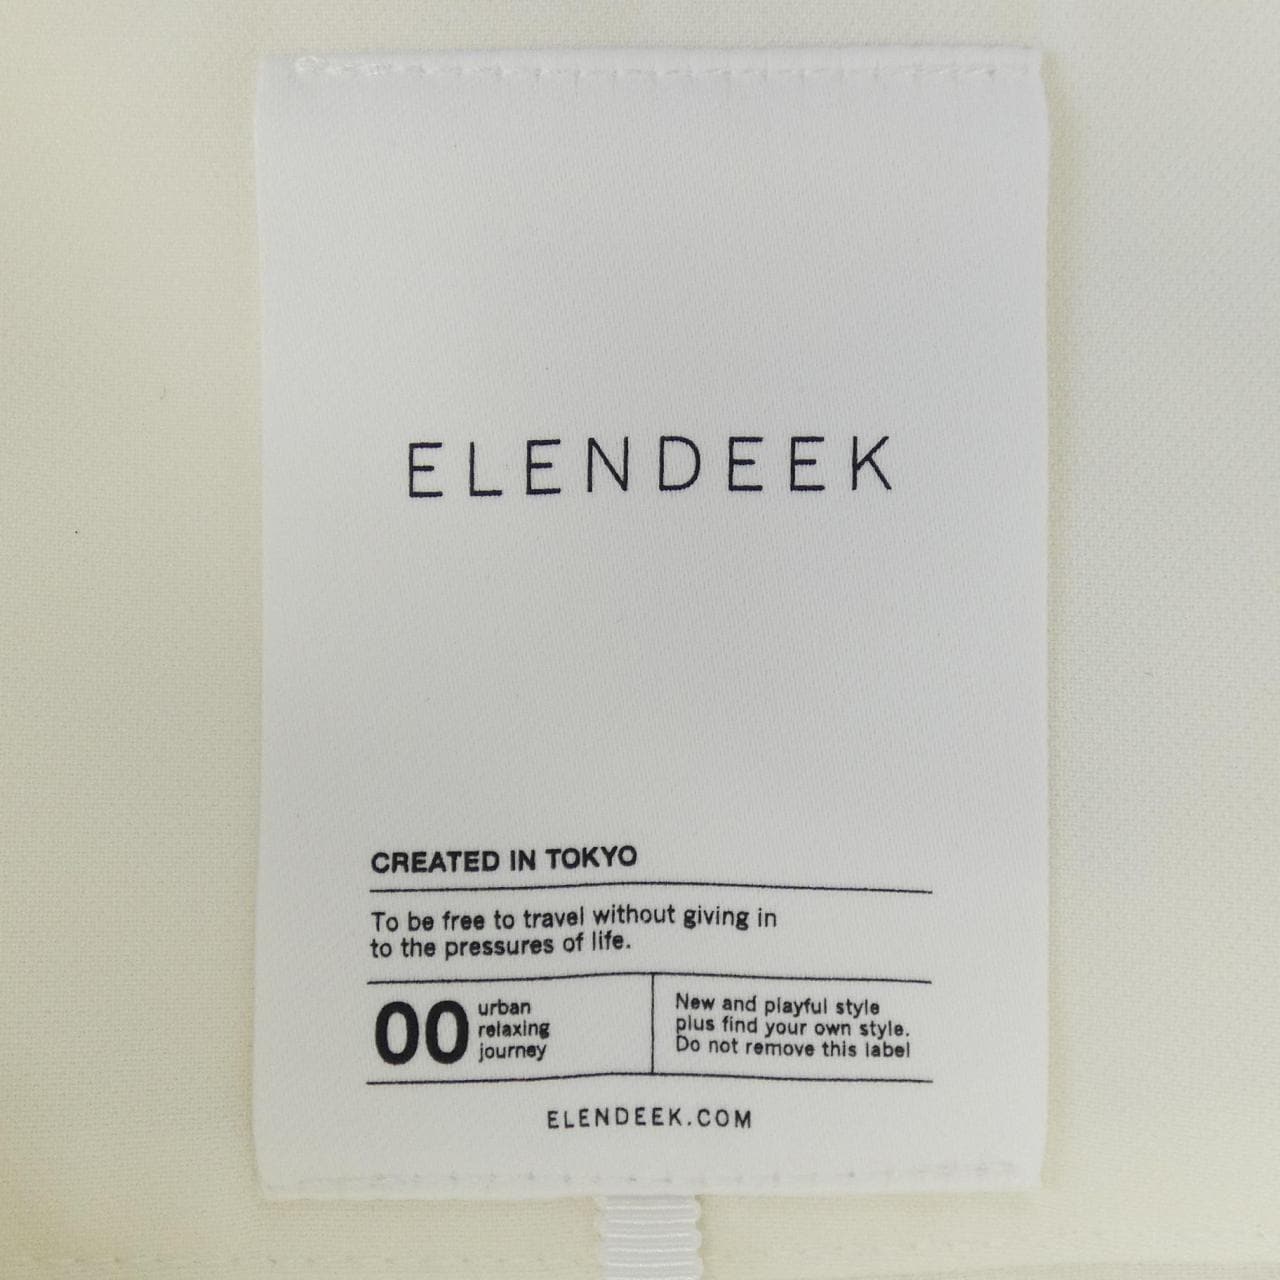 ELENDEEK
CREATED IN TOKYO
To be free to travel without giving in
to the pressures of life.
00
urban
relaxing
journey
New and playful style
plus find your own style.
Do not remove this label
ELENDEEK.COM